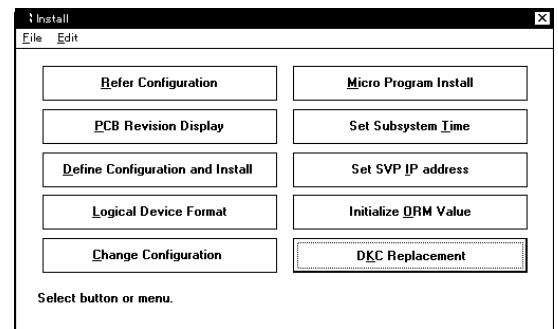 Install
File Edit
Refer Configuration
Micro Program Install
PCB Revision Display
Set Subsystem Time
Define Configuration and Install
Set SVP IP address
Logical Device Format
Initialize ORM Value
Change Configuration
DKC Replacement
Select button or menu.